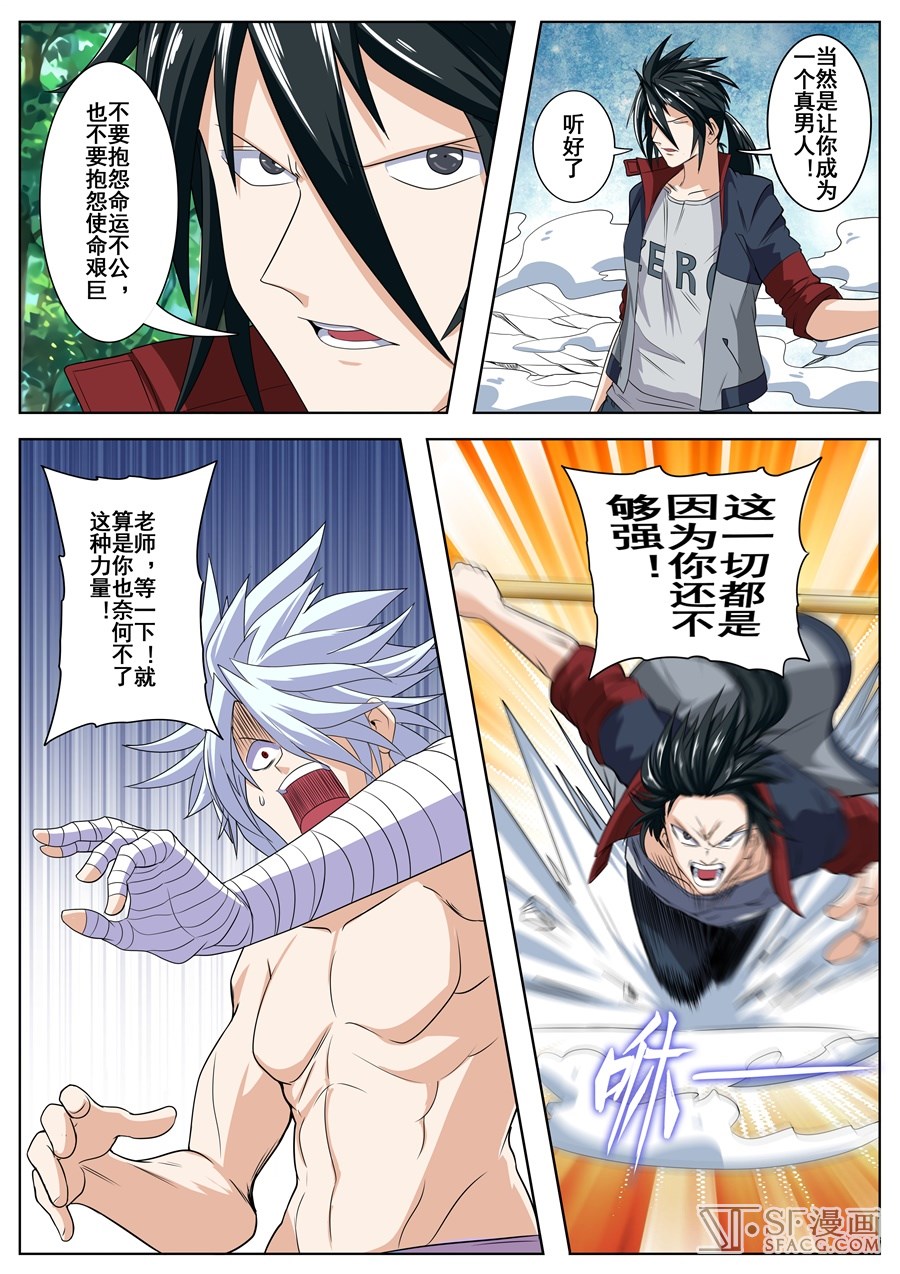 当然是让你成为
一个真男人！
听好了
不要抱怨命运不公，
也不要抱怨使命艰巨
这一切都是
因为你还不
够强！
咻——
老师，等一下！就
算是你也奈何不了
这种力量！
ZERO
SF漫画
SFACG.COM